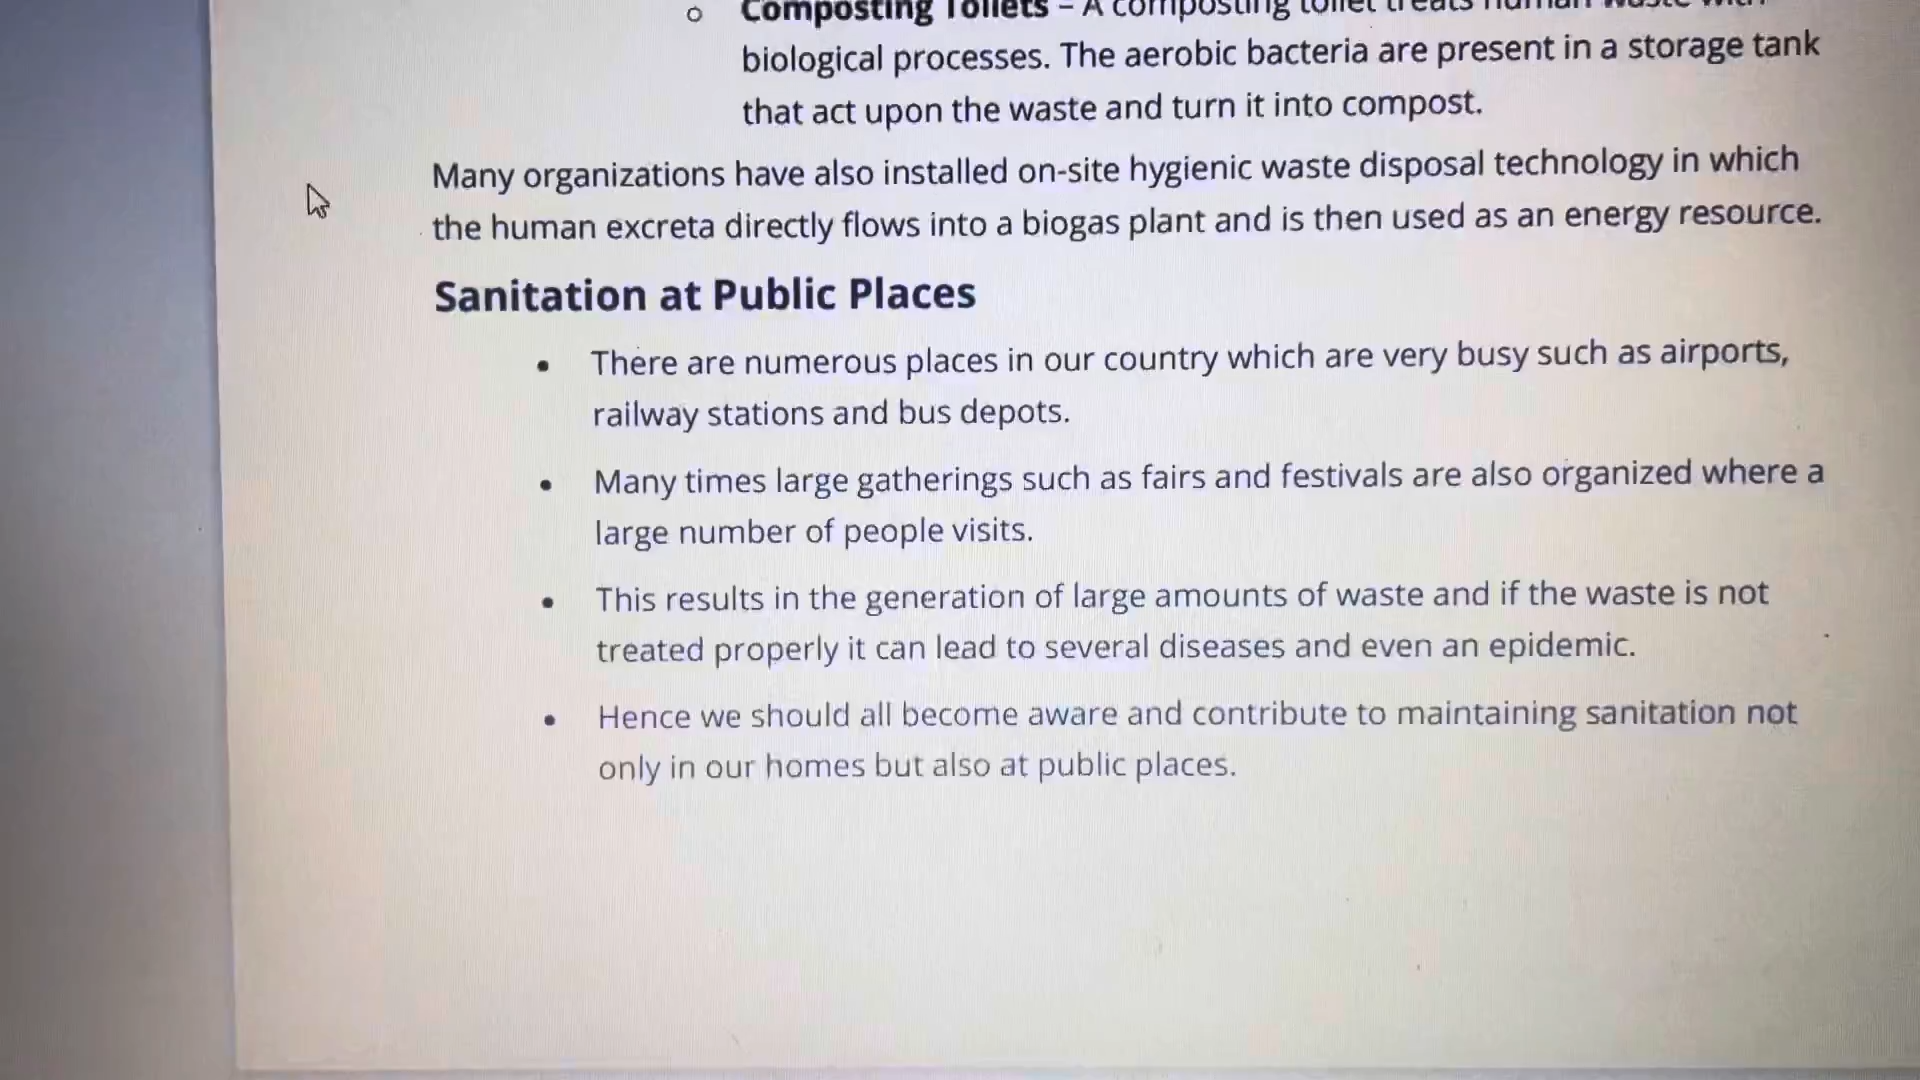 ○ Composting Toilets – A composting toilet treats human waste with
biological processes. The aerobic bacteria are present in a storage tank
that act upon the waste and turn it into compost.
Many organizations have also installed on-site hygienic waste disposal technology in which
the human excreta directly flows into a biogas plant and is then used as an energy resource.
Sanitation at Public Places
• There are numerous places in our country which are very busy such as airports,
railway stations and bus depots.
• Many times large gatherings such as fairs and festivals are also organized where a
large number of people visits.
• This results in the generation of large amounts of waste and if the waste is not
treated properly it can lead to several diseases and even an epidemic.
• Hence we should all become aware and contribute to maintaining sanitation not
only in our homes but also at public places.